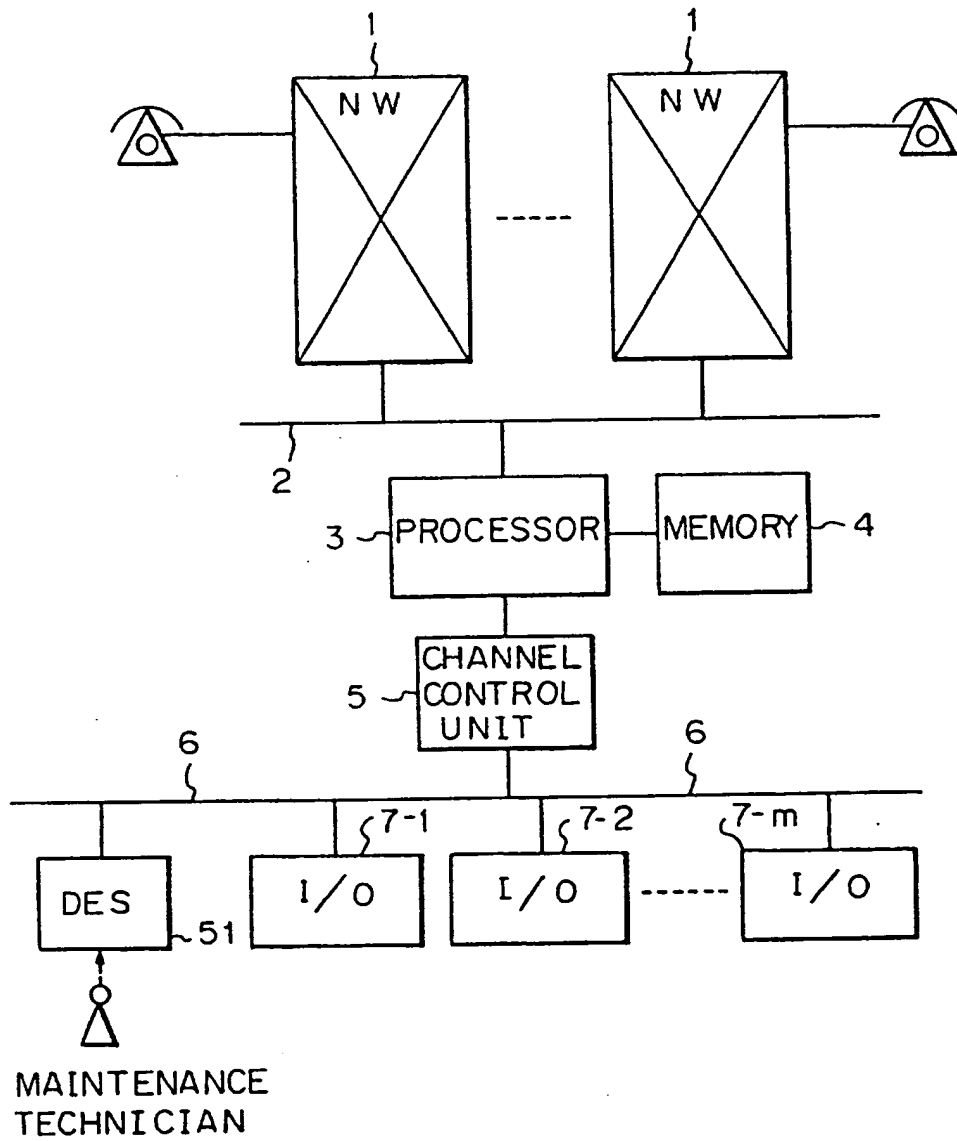 1
1
NW
NW
2
3
PROCESSOR
MEMORY
4
5
CHANNEL
CONTROL
UNIT
6
6
7-1
7-2
7-m
DES
I/O
I/O
I/O
51
MAINTENANCE
TECHNICIAN